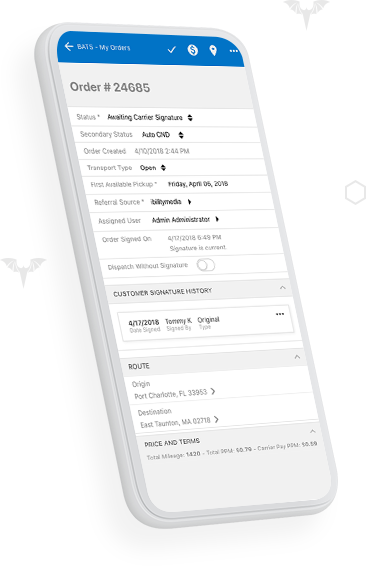 BATS - My Orders
Order # 24685
Status * Awaiting Carrier Signature
Secondary Status Auto CND
Order Created 4/10/2018 2:44 PM
Transport Type Open
First Available Pickup * Friday, April 06, 2018
Referral Source * ibilitymedia
Assigned User Admin Administrator
Order Signed On 4/17/2018 5:49 PM
Signature is current
Dispatch Without Signature
CUSTOMER SIGNATURE HISTORY
4/17/2018 Tommy K Original
Date Signed Signed By Type
ROUTE
Origin
Port Charlotte, FL 33953
Destination
East Taunton, MA 02718
PRICE AND TERMS
Total Mileage: 1420 - Total PPM: $0.79 - Carrier Pay PPM: $0.59